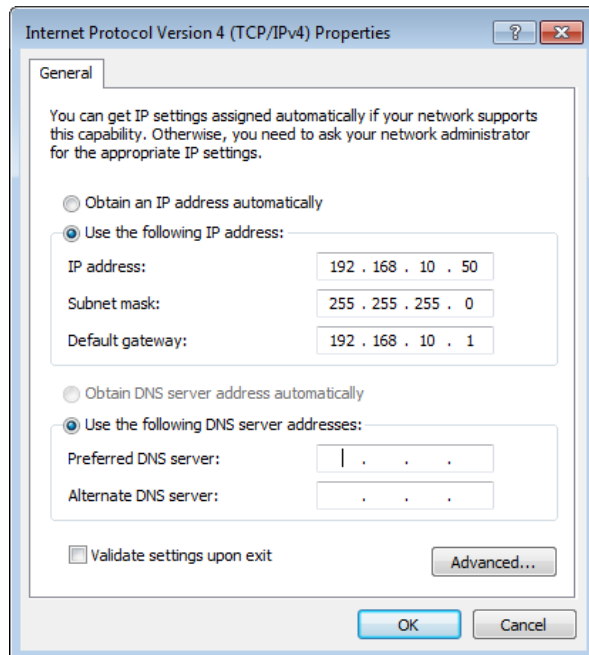 Internet Protocol Version 4 (TCP/IPv4) Properties
General
You can get IP settings assigned automatically if your network supports
this capability. Otherwise, you need to ask your network administrator
for the appropriate IP settings.
Obtain an IP address automatically
Use the following IP address:
IP address: 192 . 168 . 10 . 50
Subnet mask: 255 . 255 . 255 . 0
Default gateway: 192 . 168 . 10 . 1
Obtain DNS server address automatically
Use the following DNS server addresses:
Preferred DNS server: . . .
Alternate DNS server: . . .
Validate settings upon exit
Advanced...
OK Cancel